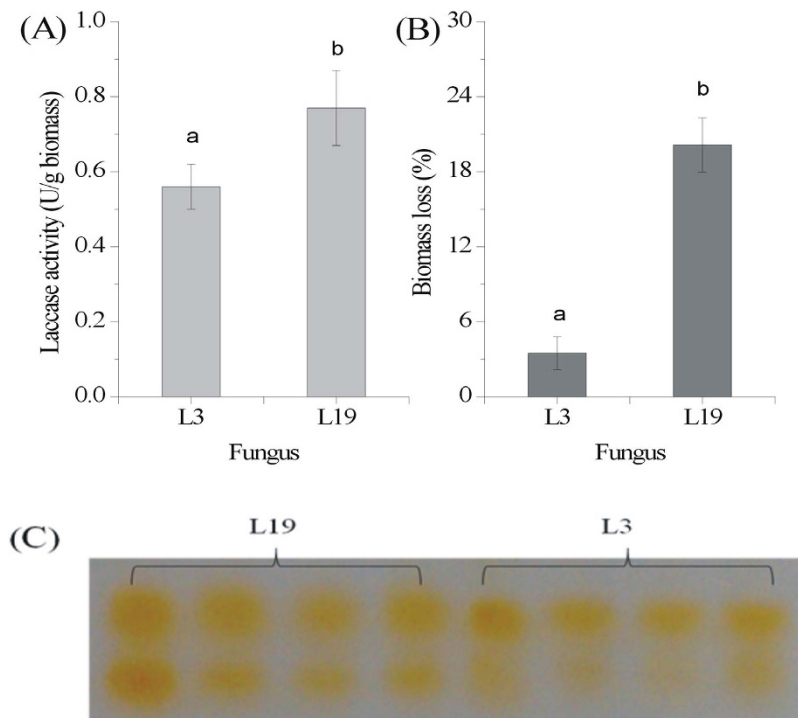 (A)
Laccase activity (U/g biomass)
1.0
0.8
0.6
0.4
0.2
0.0
a
b
L3 L19
Fungus
(B)
Biomass loss (%)
30
24
18
12
6
0
a
b
L3 L19
Fungus
(C)
L19 L3